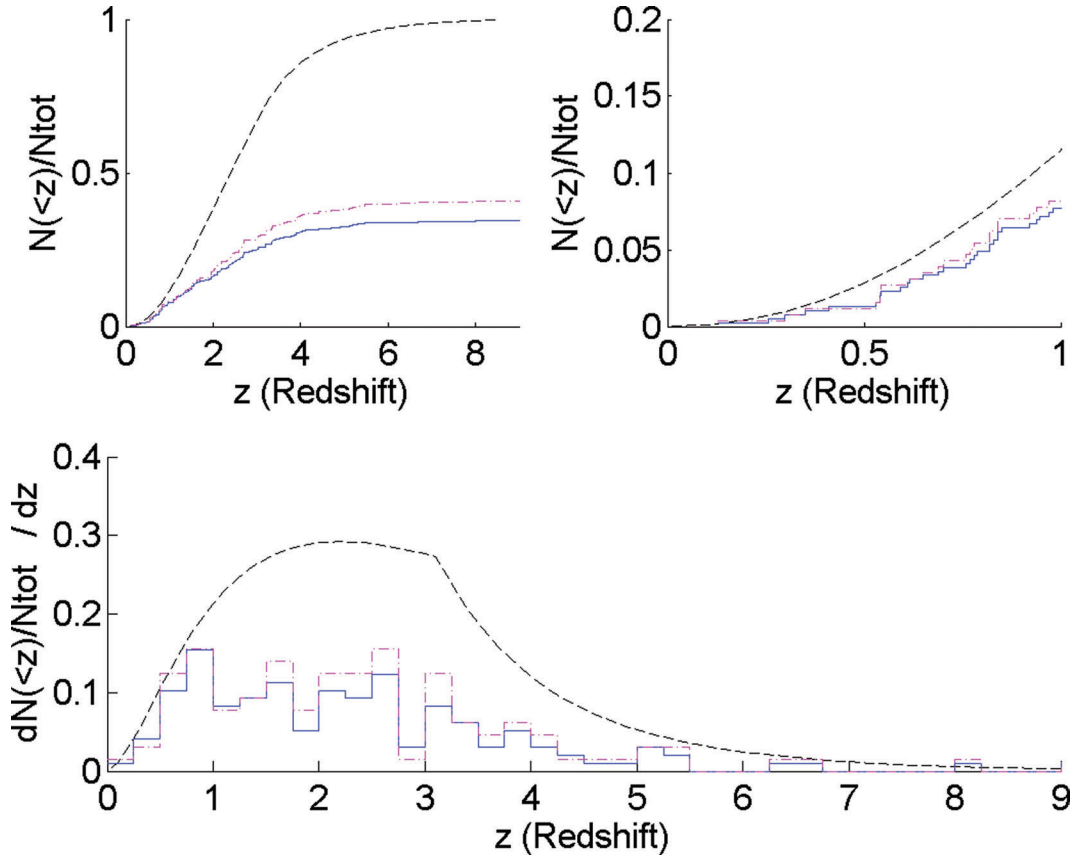 N(<z)/Ntot
1
0.5
0
0 2 4 6 8
z (Redshift)
N(<z)/Ntot
0.2
0.15
0.1
0.05
0
0 0.5 1
z (Redshift)
dN(<z)/Ntot / dz
0.4
0.3
0.2
0.1
0
0 1 2 3 4 5 6 7 8 9
z (Redshift)